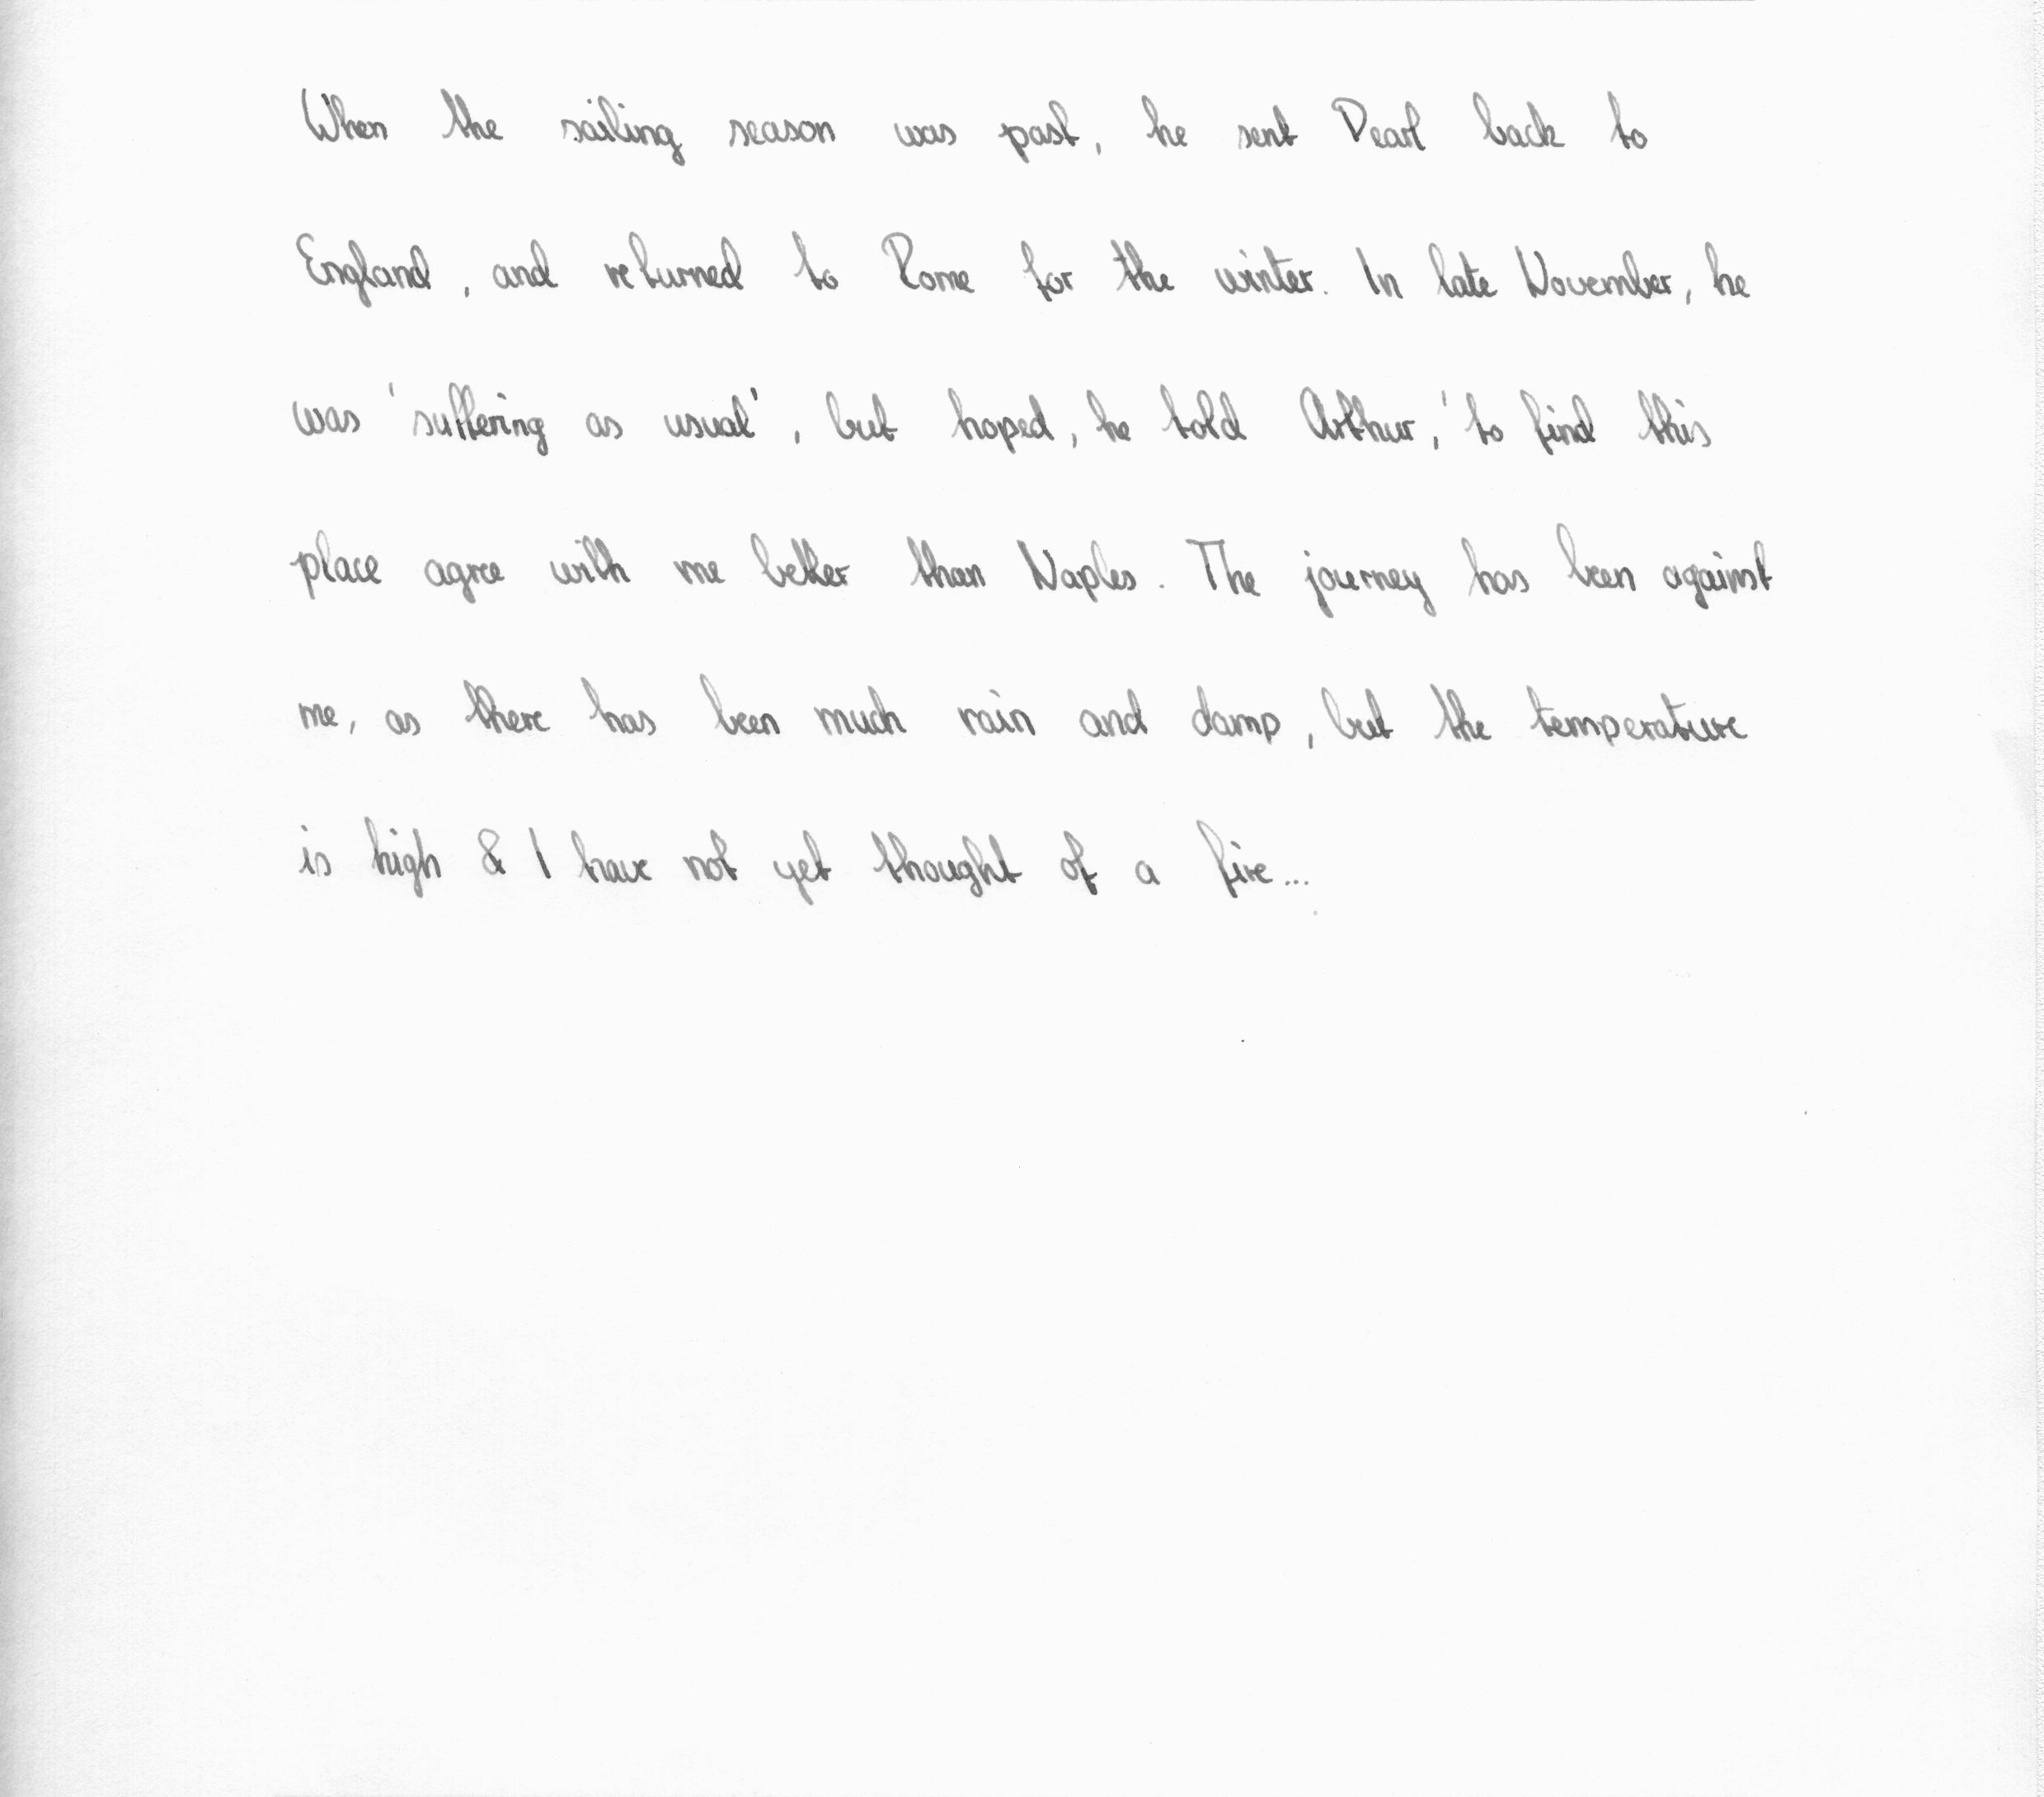 When the sailing season was past, he sent Pearl back to
England, and returned to Rome for the winter. In late November, he
was 'suffering as usual', but hoped, he told Arthur, 'to find this
place agree with me better than Naples. The journey has been against
me, as there has been much rain and damp, but the temperature
is high & I have not yet thought of a fire...